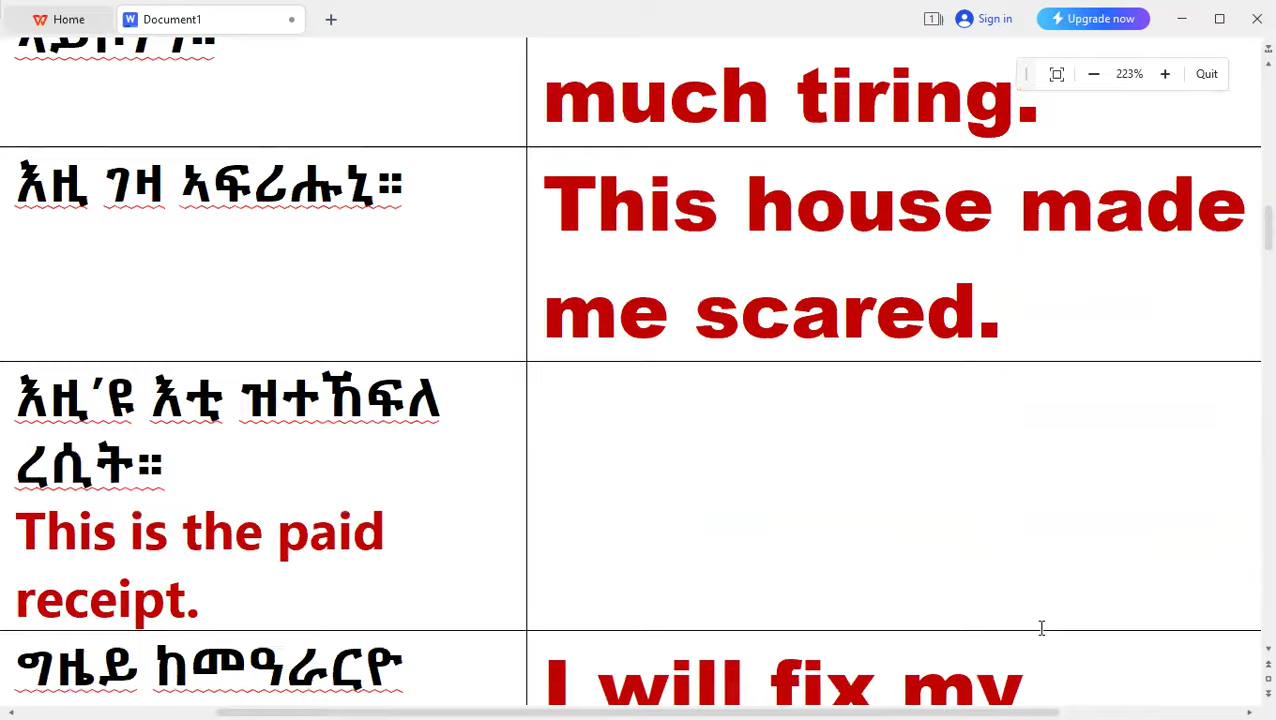 Home
Document1
1
Sign in
Upgrade now
223%
Quit
much tiring.
እዚ ገዛ ኣፍሪሑኒ።
This house made
me scared.
እዚ’ዩ እቲ ዝተኸፍለ
ረሲት።
This is the paid
receipt.
ግዜይ ከመዓራርዮ
I will fix my